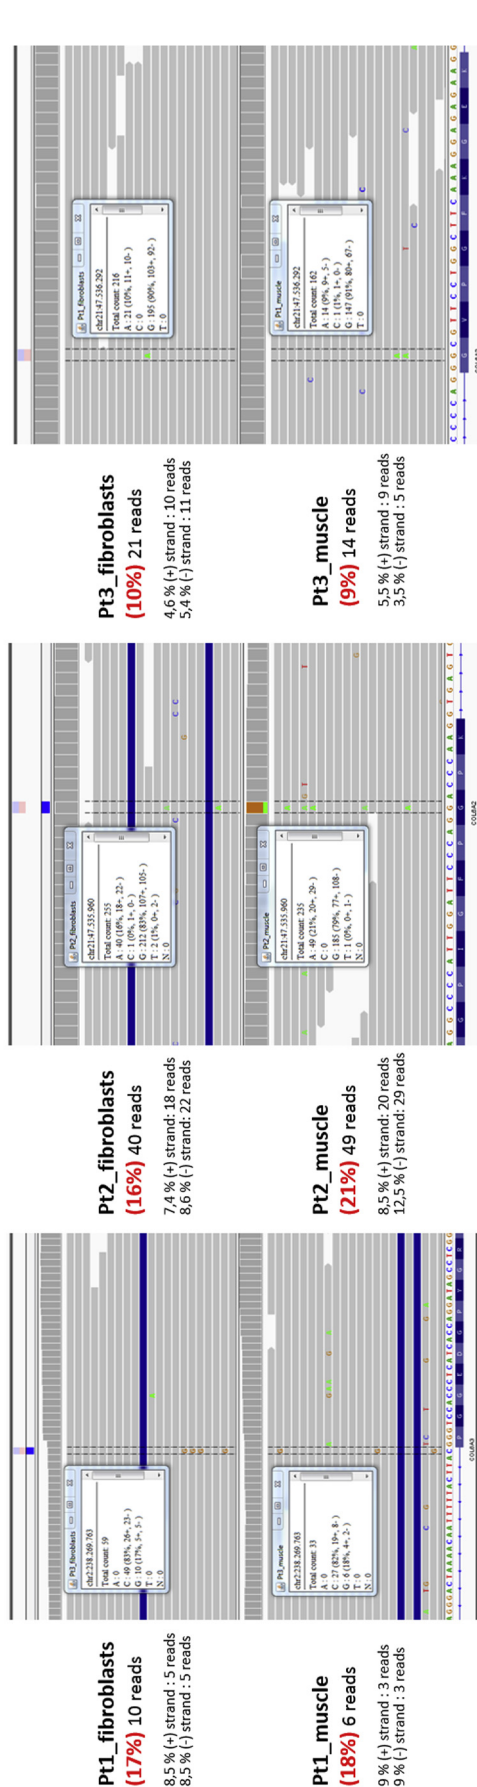 Pt1_fibroblasts
(17%) 10 reads
8,5 % (+) strand : 5 reads
8,5 % (-) strand : 5 reads
Pt3_fibroblasts
chr2:238.269.763
Total count: 59
A : 0
C : 49 (83%, 26+, 23- )
G : 10 (17%, 5+, 5- )
T : 0
N : 0
Pt2_fibroblasts
(16%) 40 reads
7,4 % (+) strand: 18 reads
8,6 % (-) strand: 22 reads
Pt2_fibroblasts
chr21:47.535.960
Total count: 255
A : 40 (16%, 18+, 22- )
C : 1 (0%, 1+, 0- )
G : 212 (83%, 107+, 105- )
T : 2 (1%, 0+, 2- )
N : 0
Pt3_fibroblasts
(10%) 21 reads
4,6 % (+) strand : 10 reads
5,4 % (-) strand : 11 reads
Pt1_fibroblasts
chr21:47.536.292
Total count: 216
A : 21 (10%, 11+, 10- )
C : 0
G : 195 (90%, 103+, 92- )
T : 0
Pt1_muscle
(18%) 6 reads
9 % (+) strand : 3 reads
9 % (-) strand : 3 reads
Pt3_muscle
chr2:238.269.763
Total count: 33
A : 0
C : 27 (82%, 19+, 8- )
G : 6 (18%, 4+, 2- )
T : 0
N : 0
COL6A3
Pt2_muscle
(21%) 49 reads
8,5 % (+) strand: 20 reads
12,5 % (-) strand: 29 reads
Pt2_muscle
chr21:47.535.960
Total count: 235
A : 49 (21%, 20+, 29- )
C : 0
G : 185 (79%, 77+, 108- )
T : 1 (0%, 0+, 1- )
N : 0
COL6A2
Pt3_muscle
(9%) 14 reads
5,5 % (+) strand : 9 reads
3,5 % (-) strand : 5 reads
Pt1_muscle
chr21:47.536.292
Total count: 162
A : 14 (9%, 9+, 5- )
C : 1 (1%, 1+, 0- )
G : 147 (91%, 80+, 67- )
T : 0